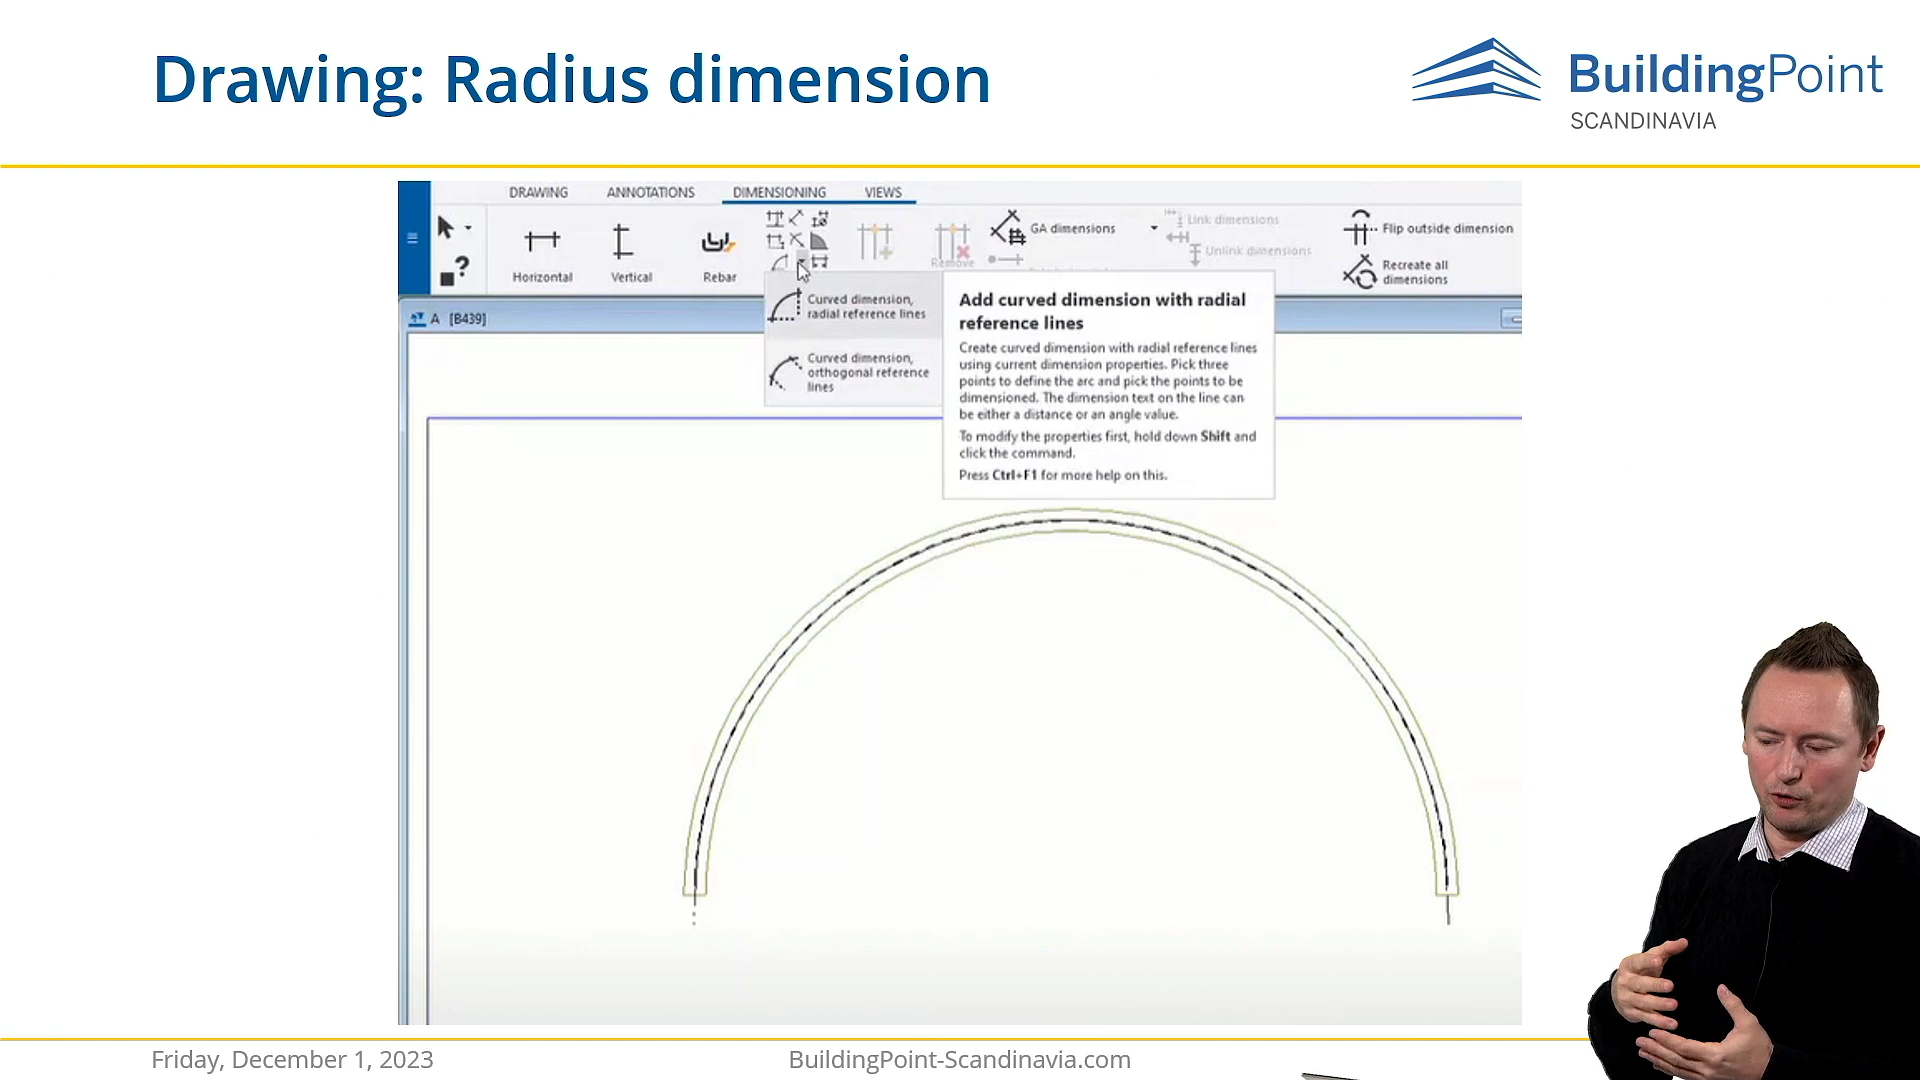 Drawing: Radius dimension
BuildingPoint
SCANDINAVIA
DRAWING ANNOTATIONS DIMENSIONING VIEWS
Horizontal
Vertical
Rebar
Remove
GA dimensions
Link dimensions
Unlink dimensions
Flip outside dimension
Recreate all
dimensions
A [B439]
Curved dimension,
radial reference lines
Curved dimension,
orthogonal reference
lines
Add curved dimension with radial
reference lines
Create curved dimension with radial reference lines
using current dimension properties. Pick three
points to define the arc and pick the points to be
dimensioned. The dimension text on the line can
be either a distance or an angle value.
To modify the properties first, hold down Shift and
click the command.
Press Ctrl+F1 for more help on this.
Friday, December 1, 2023
BuildingPoint-Scandinavia.com